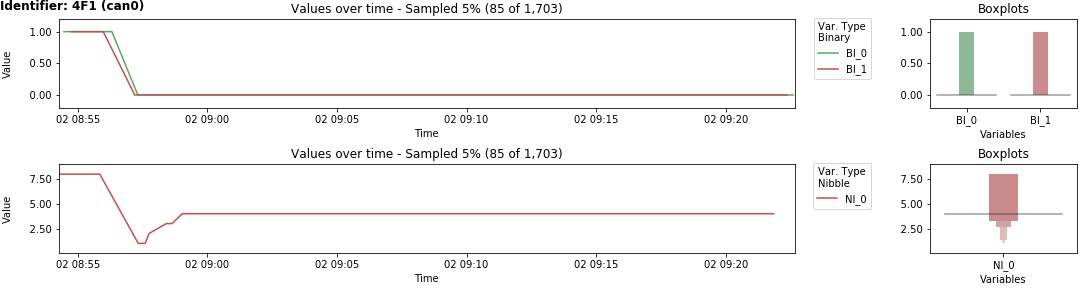 Identifier: 4F1 (can0)
Values over time - Sampled 5% (85 of 1,703)
Value
1.00
0.50
0.00
02 08:55
02 09:00
02 09:05
02 09:10
02 09:15
02 09:20
Time
Var. Type
Binary
BI_0
BI_1
Boxplots
1.00
0.50
0.00
BI_0
BI_1
Variables
Values over time - Sampled 5% (85 of 1,703)
Value
7.50
5.00
2.50
02 08:55
02 09:00
02 09:05
02 09:10
02 09:15
02 09:20
Time
Var. Type
Nibble
NI_0
Boxplots
7.50
5.00
2.50
NI_0
Variables